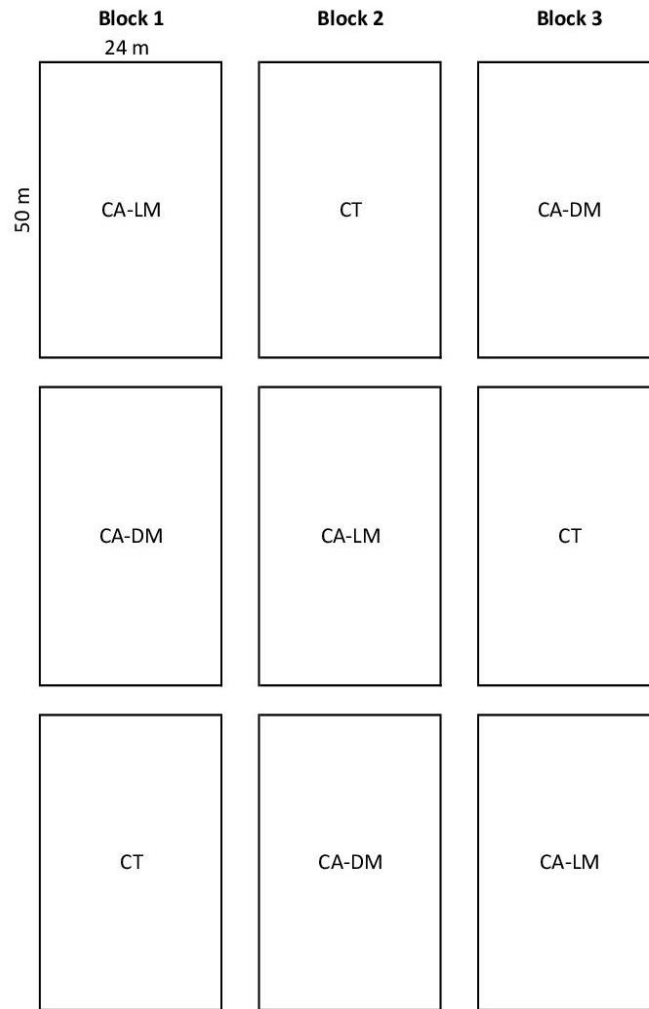 Block 1 Block 2 Block 3
24 m
50 m
CA-LM CT CA-DM
CA-DM CA-LM CT
CT CA-DM CA-LM